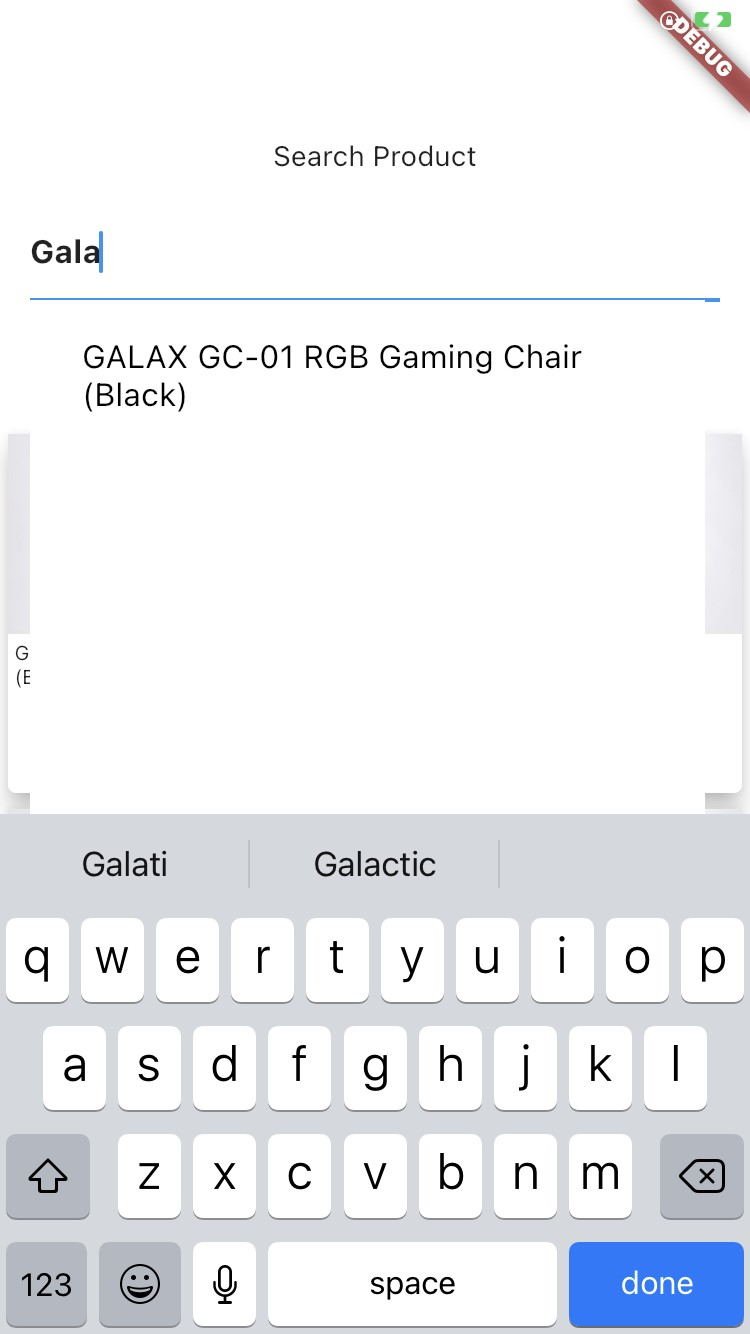 DEBUG
Search Product
Gala
GALAX GC-01 RGB Gaming Chair
(Black)
G
(E
Galati Galactic
q w e r t y u i o p
a s d f g h j k l
z x c v b n m
123 space done